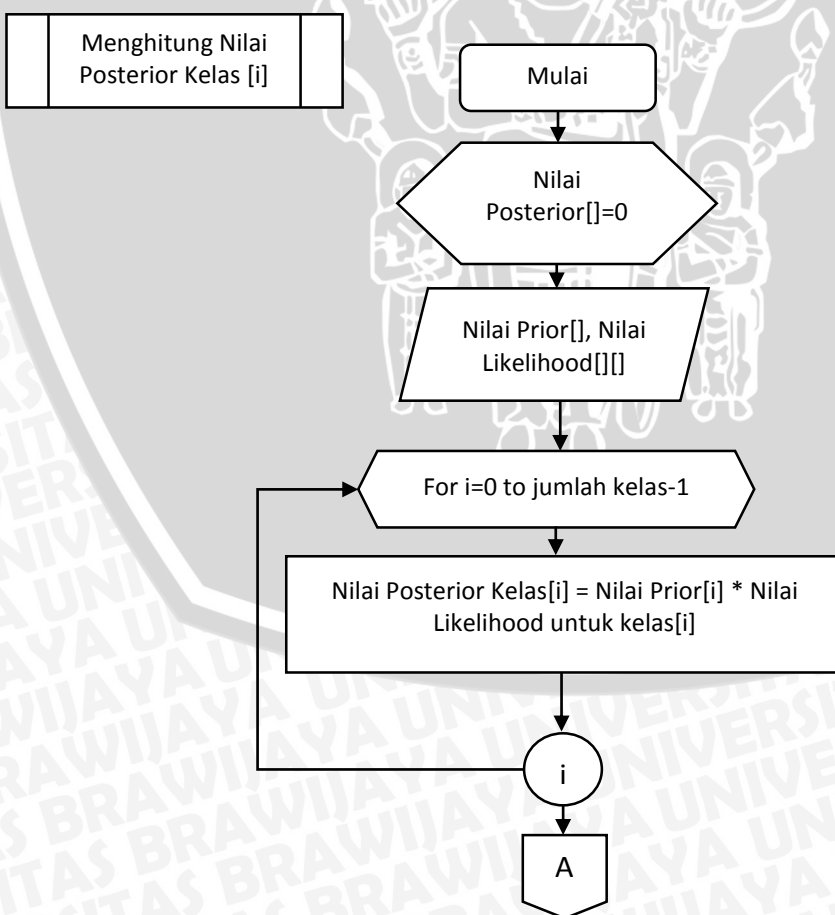 Menghitung Nilai
Posterior Kelas [i]
Mulai
Nilai
Posterior[]=0
Nilai Prior[], Nilai
Likelihood[][]
For i=0 to jumlah kelas-1
Nilai Posterior Kelas[i] = Nilai Prior[i] * Nilai
Likelihood untuk kelas[i]
i
A